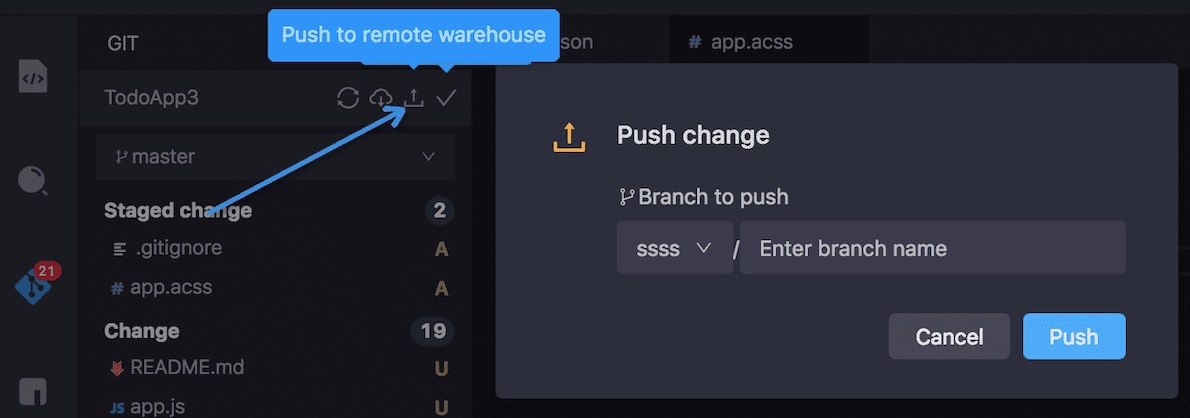 GIT
Push to remote warehouse
son
# app.acss
TodoApp3
master
Staged change 2
.gitignore A
# app.acss A
21
Change 19
README.md U
JS app.js U
Push change
Branch to push
ssss / Enter branch name
Cancel Push